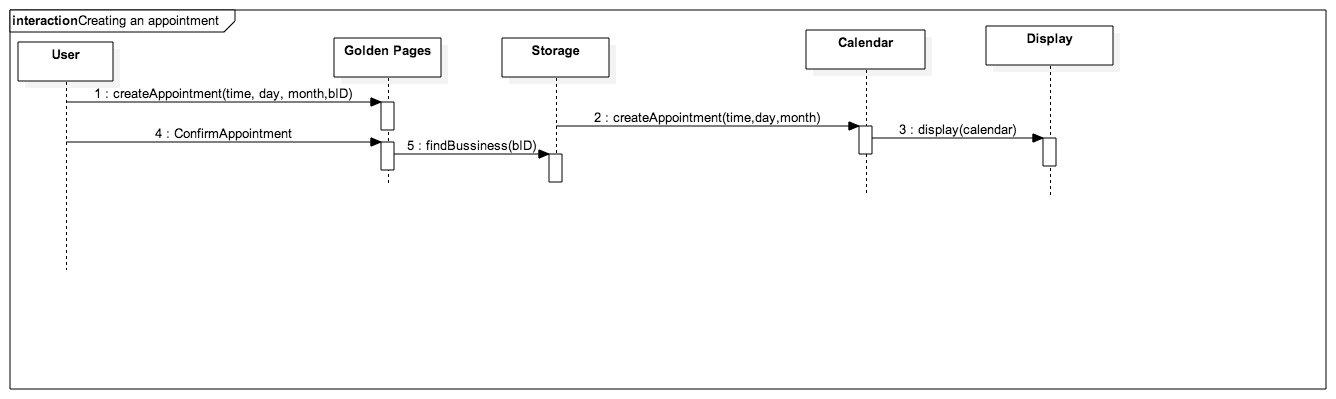 interactionCreating an appointment
User
Golden Pages
Storage
Calendar
Display
1 : createAppointment(time, day, month,bID)
2 : createAppointment(time,day,month)
3 : display(calendar)
4 : ConfirmAppointment
5 : findBussiness(bID)